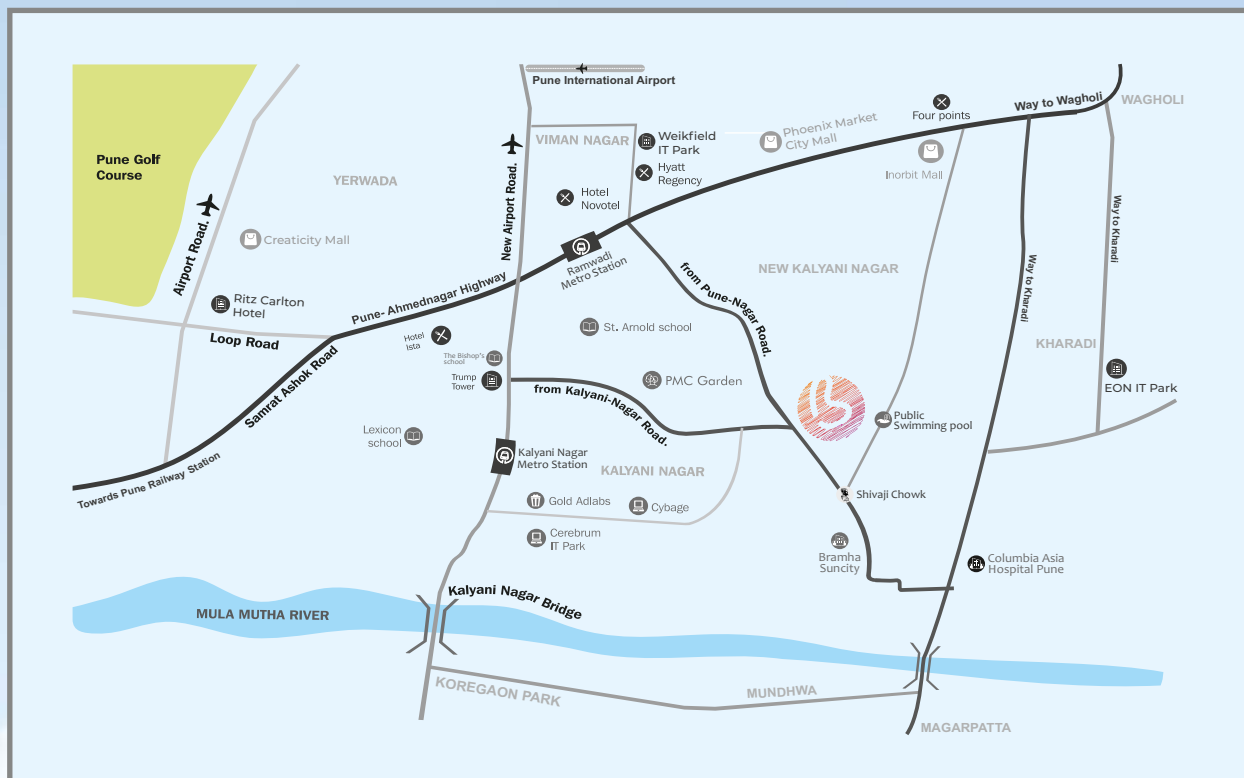 Pune International Airport
WAGHOLI
Way to Wagholi
Four points
Phoenix Market
City Mall
VIMAN NAGAR
Weikfield
IT Park
Pune Golf
Course
YERWADA
Hyatt
Regency
Inorbit Mall
Hotel
Novotel
New Airport Road.
Airport Road.
Creaticity Mall
Way to Kharadi
Ramwadi
Metro Station
NEW KALYANI NAGAR
from Pune-Nagar Road.
Way to Kharadi
Ritz Carlton
Hotel
Pune- Ahmednagar Highway
Loop Road
Hotel
Ista
St. Arnold school
KHARADI
The Bishop's
school
Trump
Tower
PMC Garden
EON IT Park
Samrat Ashok Road
from Kalyani-Nagar Road.
Public
Swimming pool
Lexicon
school
Kalyani Nagar
Metro Station
KALYANI NAGAR
Towards Pune Railway Station
Shivaji Chowk
Gold Adlabs
Cybage
Cerebrum
IT Park
Bramha
Suncity
Columbia Asia
Hospital Pune
Kalyani Nagar Bridge
MULA MUTHA RIVER
KOREGAON PARK
MUNDHWA
MAGARPATTA